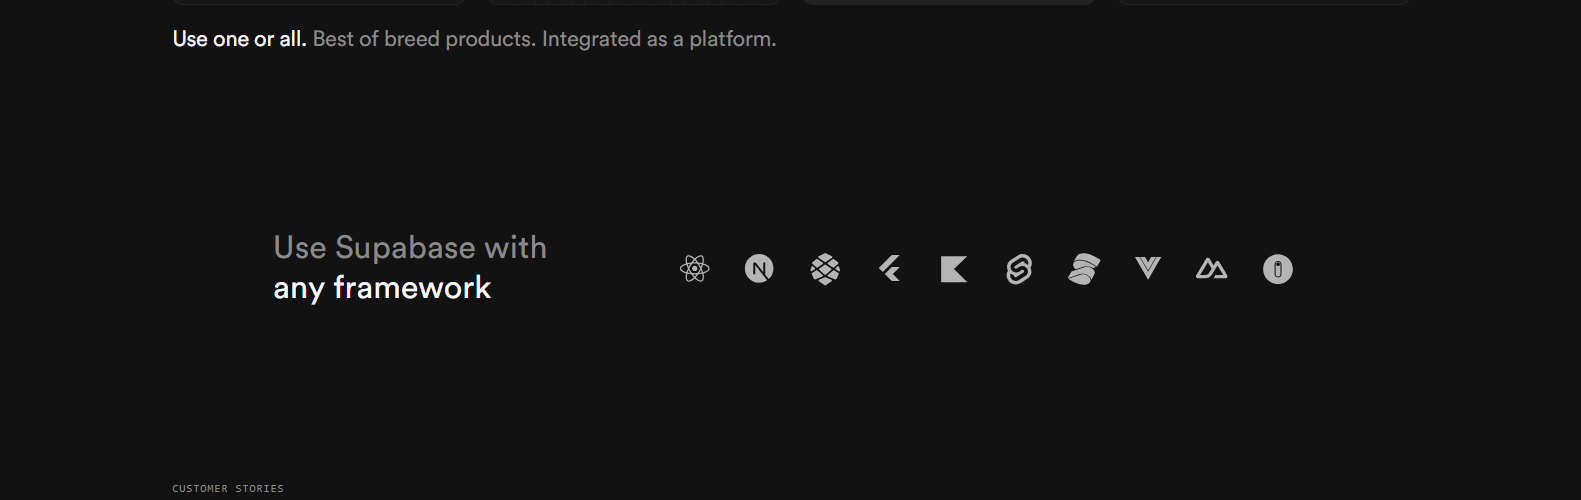 Use one or all. Best of breed products. Integrated as a platform.
Use Supabase with
any framework
CUSTOMER STORIES